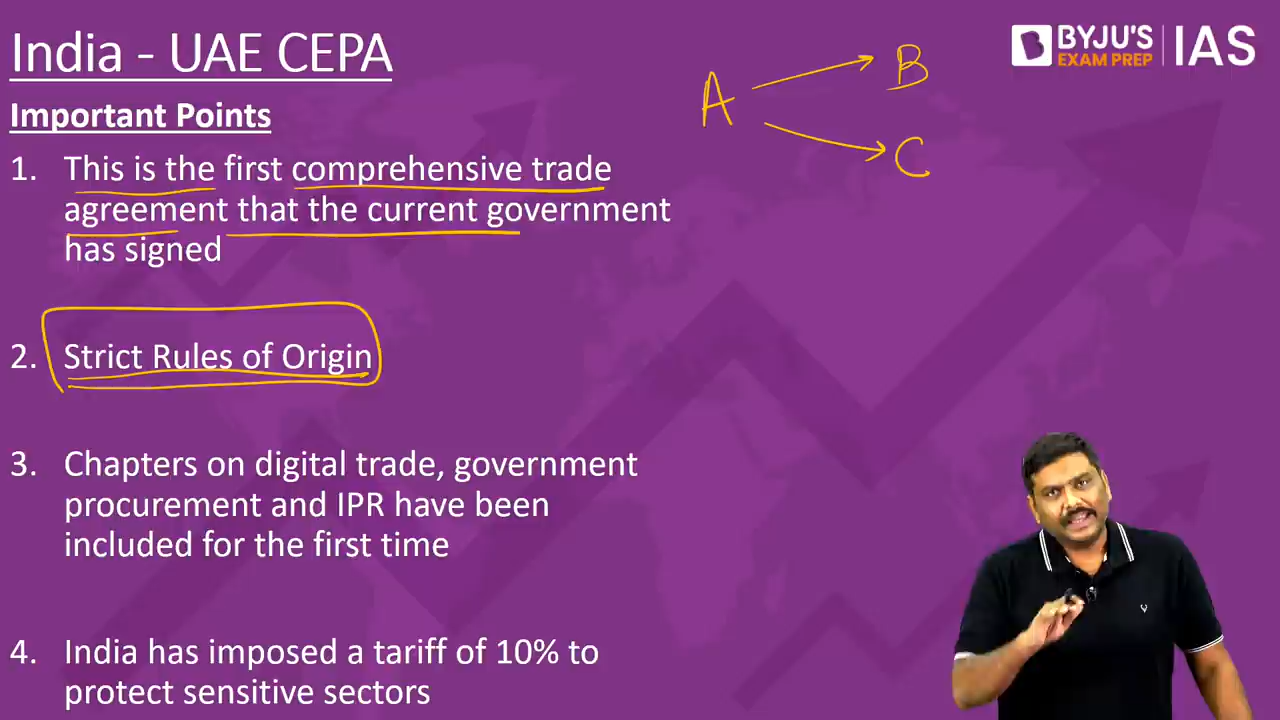 India - UAE CEPA
BYJU'S
EXAM PREP
IAS
A
B
C
Important Points
1. This is the first comprehensive trade
agreement that the current government
has signed
2. Strict Rules of Origin
3. Chapters on digital trade, government
procurement and IPR have been
included for the first time
4. India has imposed a tariff of 10% to
protect sensitive sectors